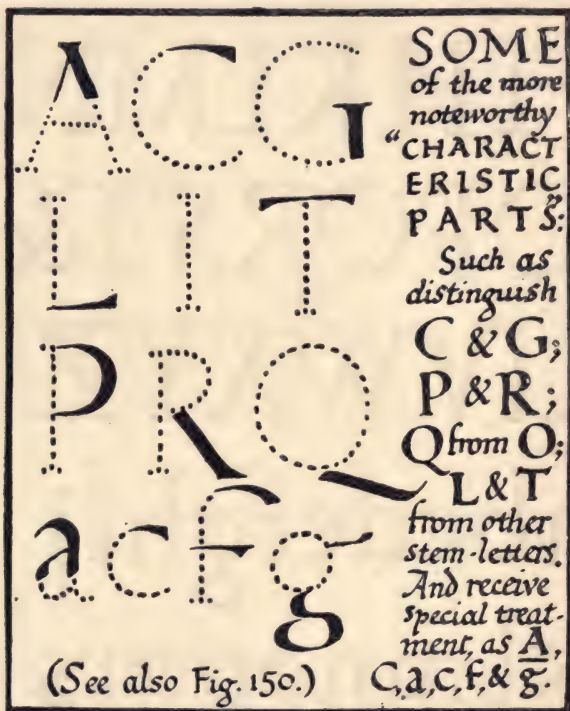 A C G
L I T
P R Q
a c f g
SOME
of the more
noteworthy
“CHARACT
ERISTIC
PARTS”:
Such as
distinguish
C & G;
P & R;
Q from O;
L & T
from other
stem-letters.
And receive
special treat-
ment, as A,
(See also Fig. 150.) C, a, c, f, & g.